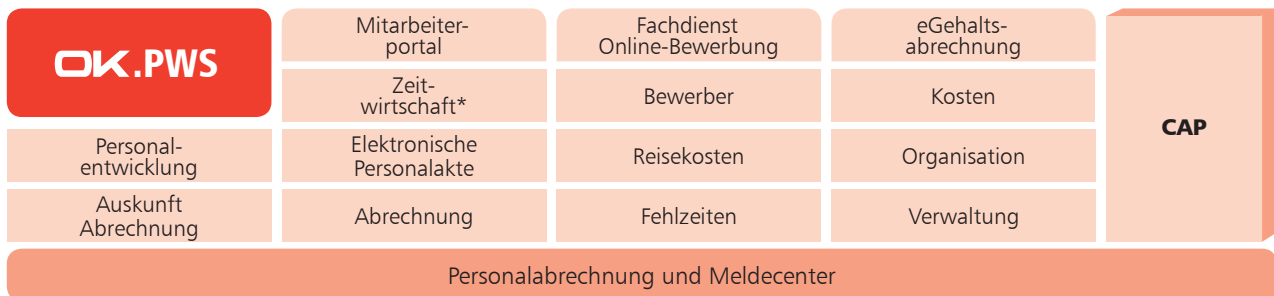 OK.PWS
Mitarbeiter-
portal
Fachdienst
Online-Bewerbung
eGehalts-
abrechnung
CAP
Zeit-
wirtschaft*
Bewerber
Kosten
Personal-
entwicklung
Elektronische
Personalakte
Reisekosten
Organisation
Auskunft
Abrechnung
Abrechnung
Fehlzeiten
Verwaltung
Personalabrechnung und Meldecenter